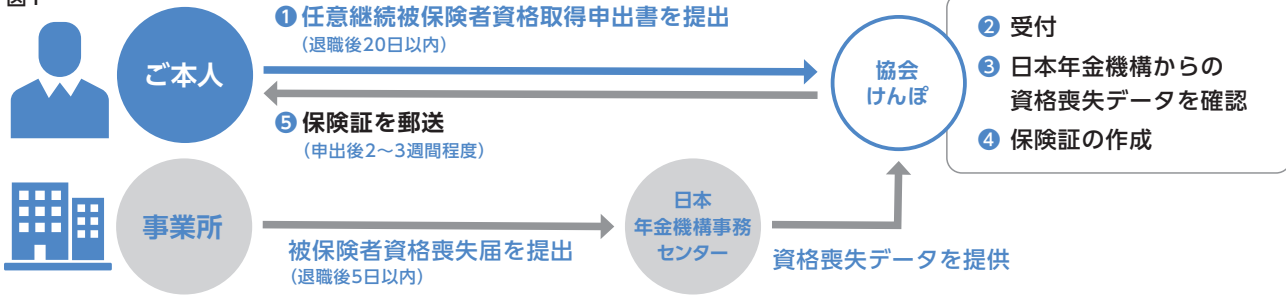 ❶任意継続被保険者資格取得申出書を提出
(退職後20日以内)
ご本人
協会
けんぽ
❷ 受付
❸ 日本年金機構からの
資格喪失データを確認
❹ 保険証の作成
❺保険証を郵送
(申出後2〜3週間程度)
事業所
被保険者資格喪失届を提出
(退職後5日以内)
日本
年金機構事務
センター
資格喪失データを提供